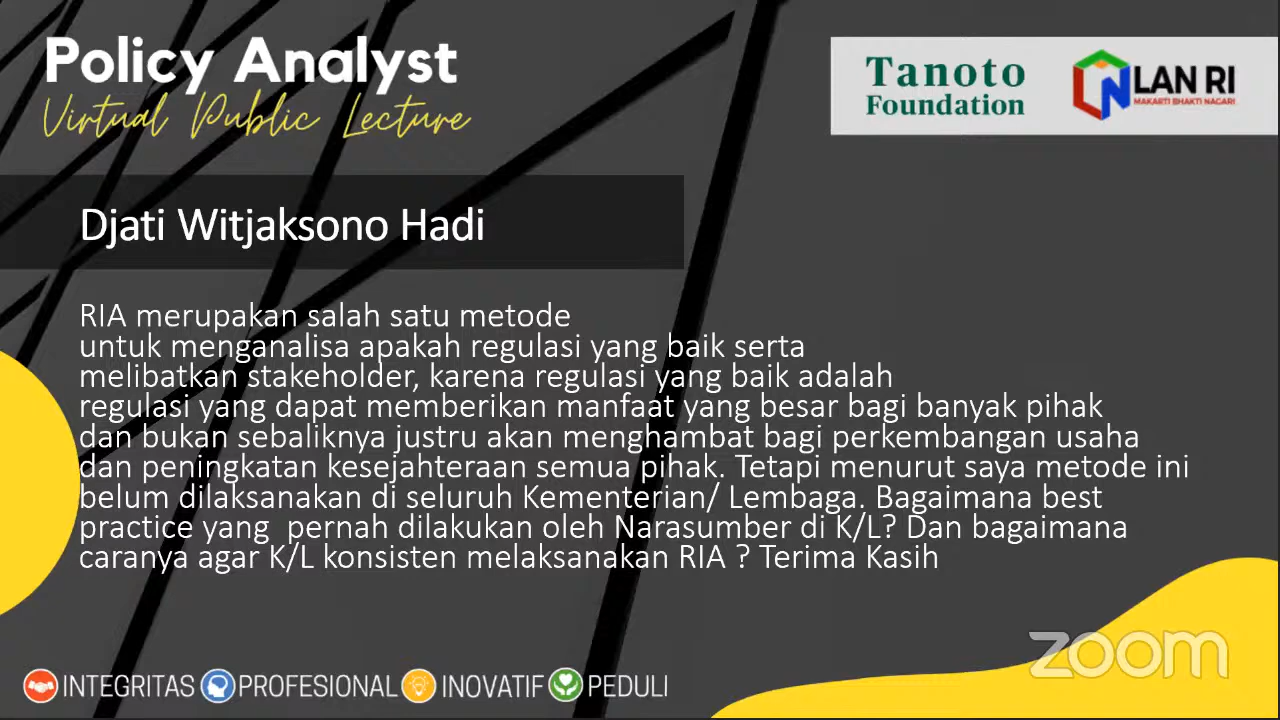 Policy Analyst
Virtual Public Lecture
Tanoto
Foundation
LAN RI
MAKARTI BHAKTI NAGARI
Djati Witjaksono Hadi
RIA merupakan salah satu metode
untuk menganalisa apakah regulasi yang baik serta
melibatkan stakeholder, karena regulasi yang baik adalah
regulasi yang dapat memberikan manfaat yang besar bagi banyak pihak
dan bukan sebaliknya justru akan menghambat bagi perkembangan usaha
dan peningkatan kesejahteraan semua pihak. Tetapi menurut saya metode ini
belum dilaksanakan di seluruh Kementerian/ Lembaga. Bagaimana best
practice yang  pernah dilakukan oleh Narasumber di K/L? Dan bagaimana
caranya agar K/L konsisten melaksanakan RIA ? Terima Kasih
zoom
INTEGRITAS PROFESIONAL INOVATIF PEDULI